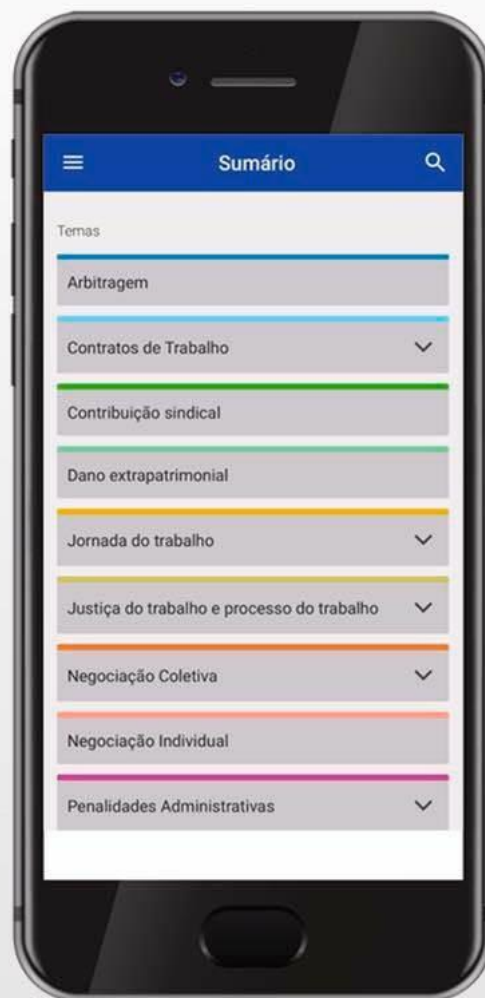 Sumário
Temas
Arbitragem
Contratos de Trabalho
Contribuição sindical
Dano extrapatrimonial
Jornada do trabalho
Justiça do trabalho e processo do trabalho
Negociação Coletiva
Negociação Individual
Penalidades Administrativas